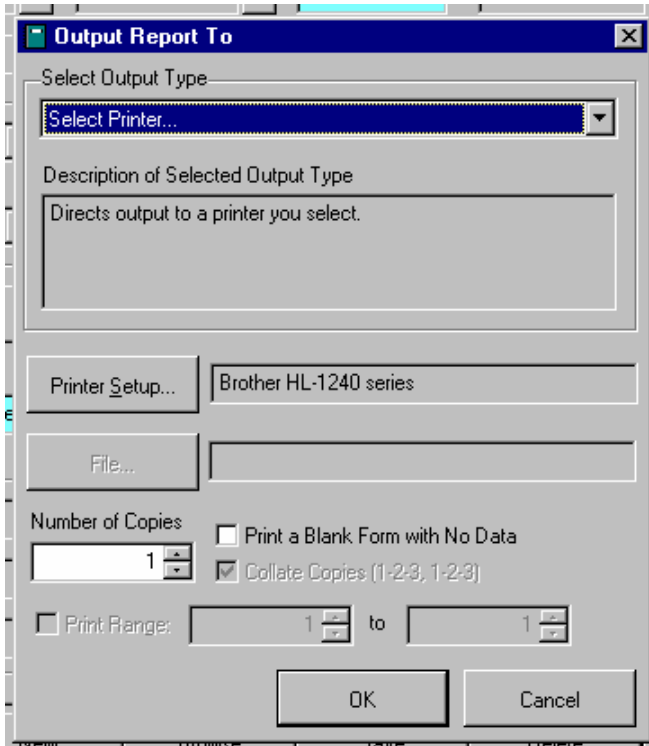 Output Report To
Select Output Type
Select Printer...
Description of Selected Output Type
Directs output to a printer you select.
Printer Setup...
Brother HL-1240 series
File...
Number of Copies
1
Print a Blank Form with No Data
Collate Copies (1-2-3, 1-2-3)
Print Range:
1
to
1
OK
Cancel